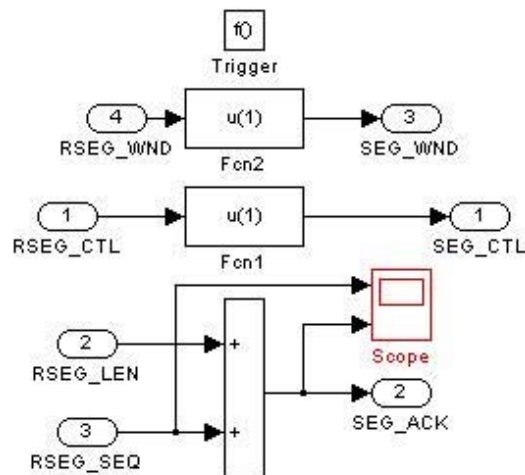 f()
Trigger
4
RSEG_WND
u(1)
Fcn2
3
SEG_WND
1
RSEG_CTL
u(1)
Fcn1
1
SEG_CTL
Scope
2
RSEG_LEN
+
3
RSEG_SEQ
+
2
SEG_ACK